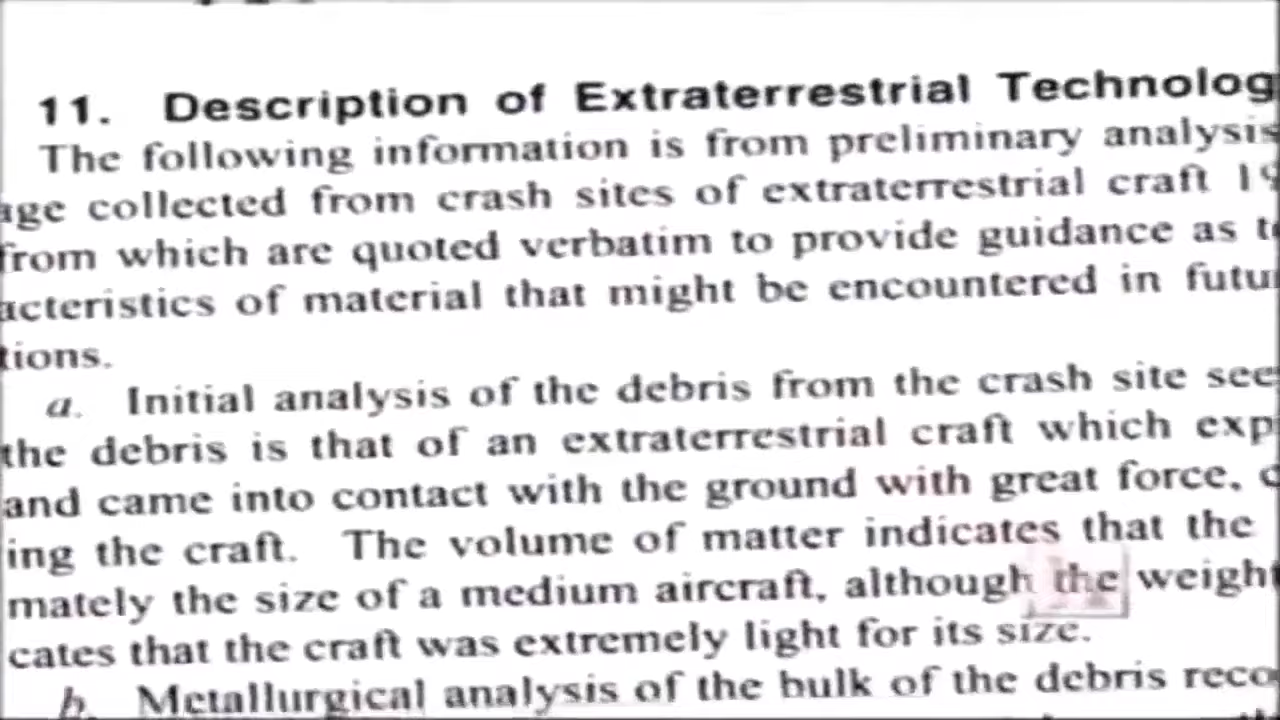 11. Description of Extraterrestrial Technolog
The following information is from preliminary analysis
age collected from crash sites of extraterrestrial craft 19
from which are quoted verbatim to provide guidance as to
acteristics of material that might be encountered in futur
tions.
a. Initial analysis of the debris from the crash site see
the debris is that of an extraterrestrial craft which exp
and came into contact with the ground with great force, d
ing the craft. The volume of matter indicates that the
mately the size of a medium aircraft, although the weight
cates that the craft was extremely light for its size.
b. Metallurgical analysis of the bulk of the debris reco